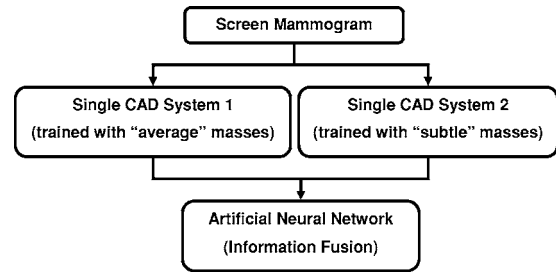 Screen Mammogram
Single CAD System 1
(trained with “average” masses)
Single CAD System 2
(trained with “subtle” masses)
Artificial Neural Network
(Information Fusion)